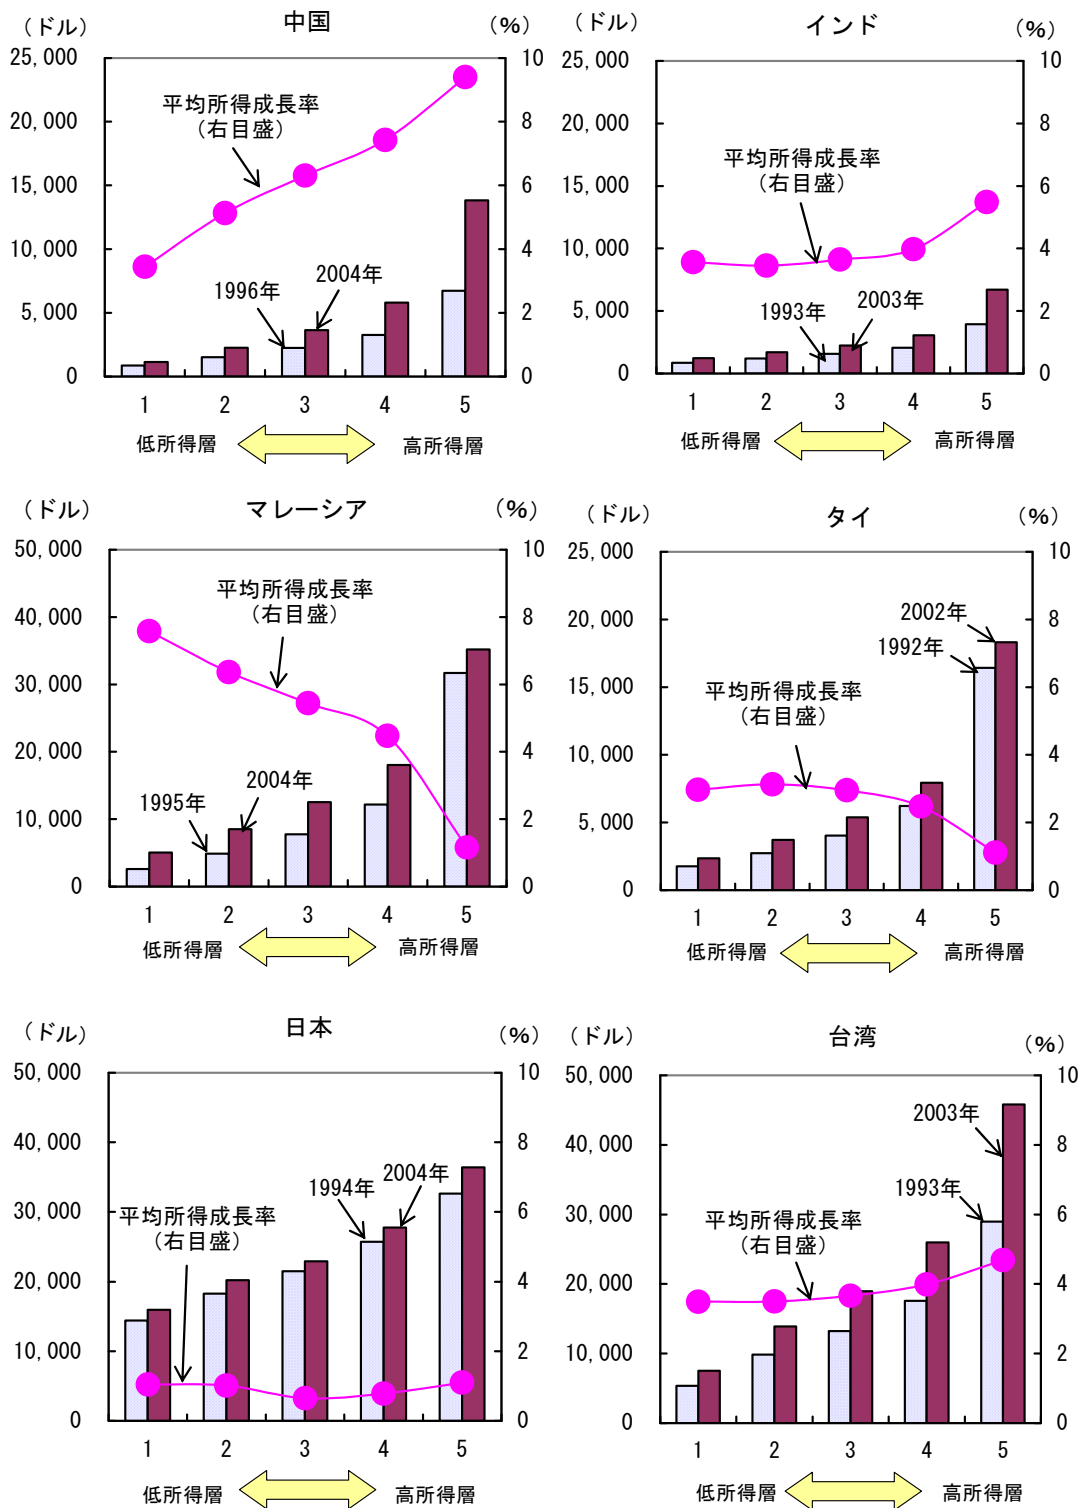 中国
（ドル）
（%）
25,000
20,000
15,000
10,000
5,000
0
10
8
6
4
2
0
平均所得成長率
（右目盛）
1996年
2004年
1 2 3 4 5
低所得層 高所得層
インド
（ドル）
（%）
25,000
20,000
15,000
10,000
5,000
0
10
8
6
4
2
0
平均所得成長率
（右目盛）
1993年
2003年
1 2 3 4 5
低所得層 高所得層
マレーシア
（ドル）
（%）
50,000
40,000
30,000
20,000
10,000
0
10
8
6
4
2
0
平均所得成長率
（右目盛）
1995年
2004年
1 2 3 4 5
低所得層 高所得層
タイ
（ドル）
（%）
25,000
20,000
15,000
10,000
5,000
0
10
8
6
4
2
0
2002年
1992年
平均所得成長率
（右目盛）
1 2 3 4 5
低所得層 高所得層
日本
（ドル）
（%）
50,000
40,000
30,000
20,000
10,000
0
10
8
6
4
2
0
2004年
1994年
平均所得成長率
（右目盛）
1 2 3 4 5
低所得層 高所得層
台湾
（ドル）
（%）
50,000
40,000
30,000
20,000
10,000
0
10
8
6
4
2
0
2003年
1993年
平均所得成長率
（右目盛）
1 2 3 4 5
低所得層 高所得層